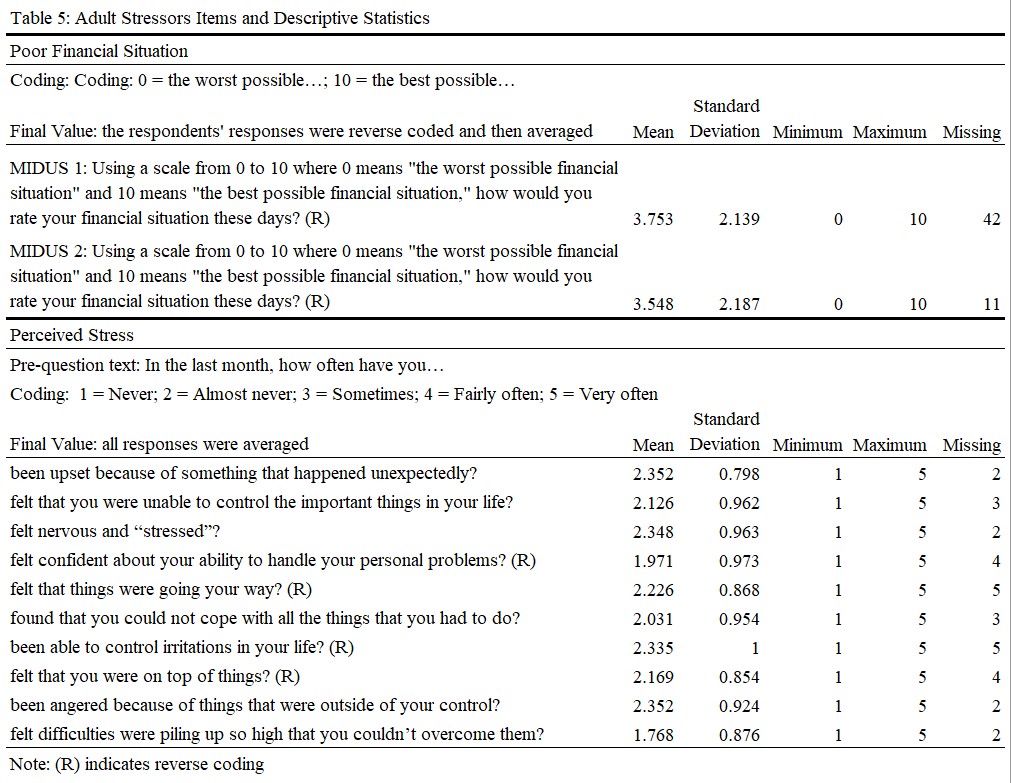 Table 5: Adult Stressors Items and Descriptive Statistics
Poor Financial Situation
Coding: Coding: 0 = the worst possible…; 10 = the best possible…
Standard
Final Value: the respondents' responses were reverse coded and then averaged Mean Deviation Minimum Maximum Missing
MIDUS 1: Using a scale from 0 to 10 where 0 means "the worst possible financial
situation" and 10 means "the best possible financial situation," how would you
rate your financial situation these days? (R) 3.753 2.139 0 10 42
MIDUS 2: Using a scale from 0 to 10 where 0 means "the worst possible financial
situation" and 10 means "the best possible financial situation," how would you
rate your financial situation these days? (R) 3.548 2.187 0 10 11
Perceived Stress
Pre-question text: In the last month, how often have you…
Coding: 1 = Never; 2 = Almost never; 3 = Sometimes; 4 = Fairly often; 5 = Very often
Standard
Final Value: all responses were averaged Mean Deviation Minimum Maximum Missing
been upset because of something that happened unexpectedly? 2.352 0.798 1 5 2
felt that you were unable to control the important things in your life? 2.126 0.962 1 5 3
felt nervous and “stressed”? 2.348 0.963 1 5 2
felt confident about your ability to handle your personal problems? (R) 1.971 0.973 1 5 4
felt that things were going your way? (R) 2.226 0.868 1 5 5
found that you could not cope with all the things that you had to do? 2.031 0.954 1 5 3
been able to control irritations in your life? (R) 2.335 1 1 5 5
felt that you were on top of things? (R) 2.169 0.854 1 5 4
been angered because of things that were outside of your control? 2.352 0.924 1 5 2
felt difficulties were piling up so high that you couldn’t overcome them? 1.768 0.876 1 5 2
Note: (R) indicates reverse coding